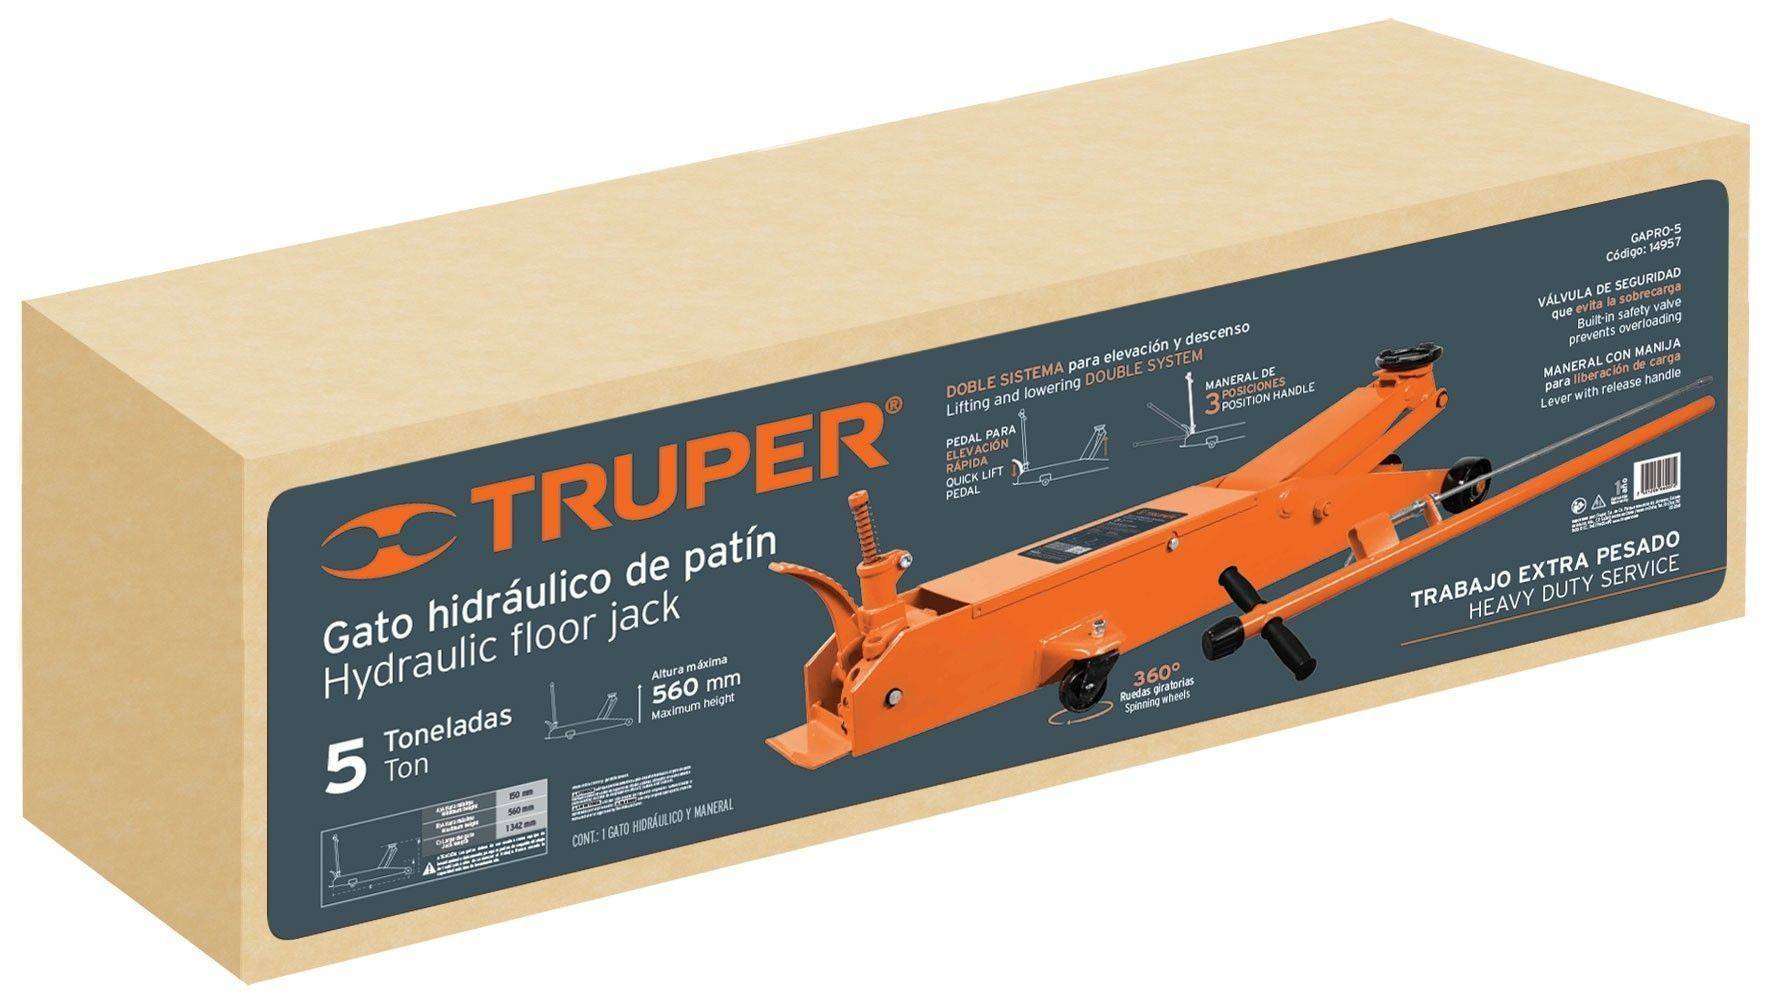 TRUPER®
Gato hidráulico de patín
Hydraulic floor jack
5 Toneladas
Ton
Altura máxima
560 mm
Maximum height
150 mm
560 mm
1 342 mm
CONT.: 1 GATO HIDRÁULICO Y MANERAL
DOBLE SISTEMA para elevación y descenso
Lifting and lowering DOUBLE SYSTEM
PEDAL PARA
ELEVACIÓN
RÁPIDA
QUICK LIFT
PEDAL
MANERAL DE
3 POSICIONES
POSITION HANDLE
360°
Ruedas giratorias
Spinning wheels
GAPRO-5
Código: 14957
VÁLVULA DE SEGURIDAD
que evita la sobrecarga
Built-in safety valve
prevents overloading
MANERAL CON MANIJA
para liberación de carga
Lever with release handle
1 año
TRABAJO EXTRA PESADO
HEAVY DUTY SERVICE